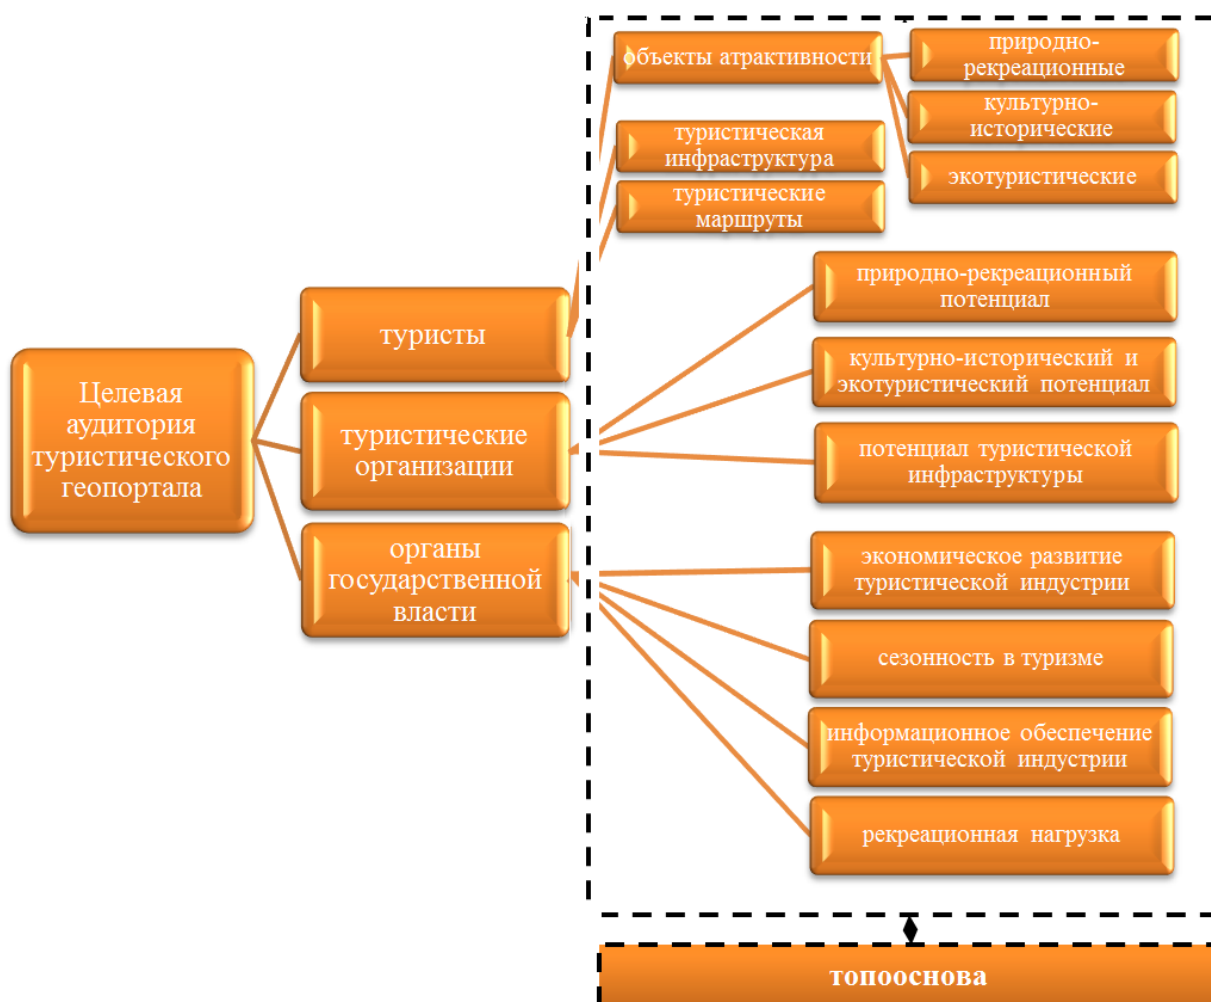 Целевая
аудитория
туристического
геопортала
туристы
туристические
организации
органы
государственной
власти
объекты атрактивности
природно-
рекреационные
культурно-
исторические
экотуристические
туристическая
инфраструктура
туристические
маршруты
природно-рекреационный
потенциал
культурно-исторический и
экотуристический потенциал
потенциал туристической
инфраструктуры
экономическое развитие
туристической индустрии
сезонность в туризме
информационное обеспечение
туристической индустрии
рекреационная нагрузка
топооснова